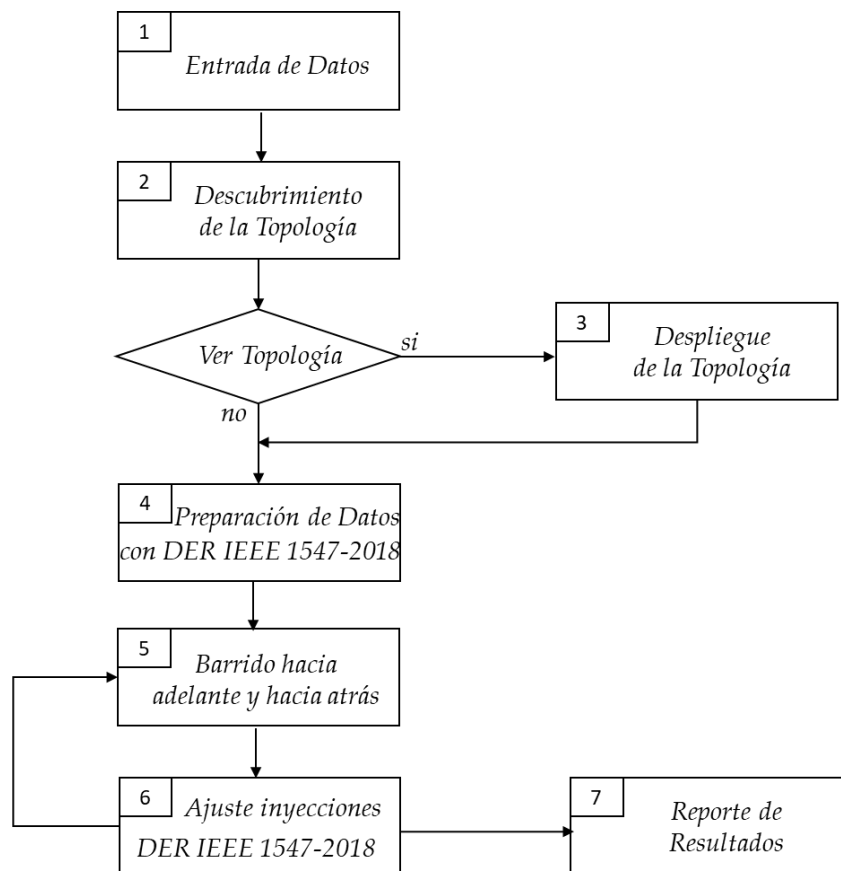 1
Entrada de Datos
2
Descubrimiento
de la Topología
Ver Topología
si
no
3
Despliegue
de la Topología
4
Preparación de Datos
con DER IEEE 1547-2018
5
Barrido hacia
adelante y hacia atrás
6
Ajuste inyecciones
DER IEEE 1547-2018
7
Reporte de
Resultados